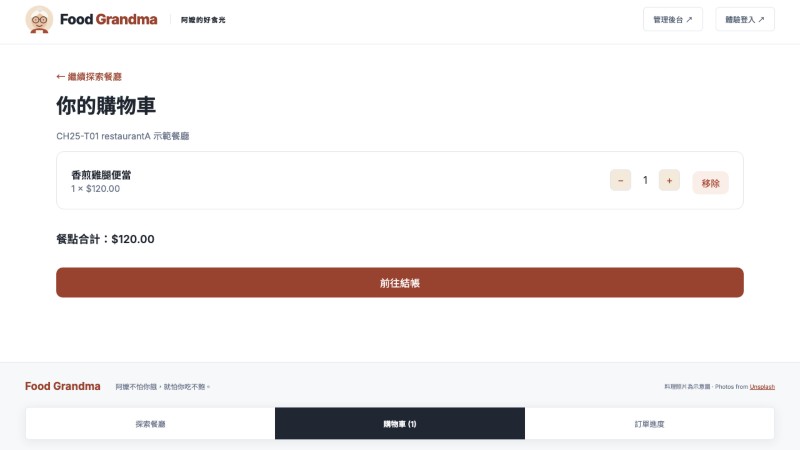 Food Grandma 阿嬤的好食光 管理後台 ↗ 體驗登入 ↗
← 繼續探索餐廳
你的購物車
CH25-T01 restaurantA 示範餐廳
香煎雞腿便當
1 × $120.00
− 1 + 移除
餐點合計：$120.00
前往結帳
Food Grandma 阿嬤不怕你餓，就怕你吃不飽。 料理照片為示意圖 · Photos from Unsplash
探索餐廳 購物車 (1) 訂單進度